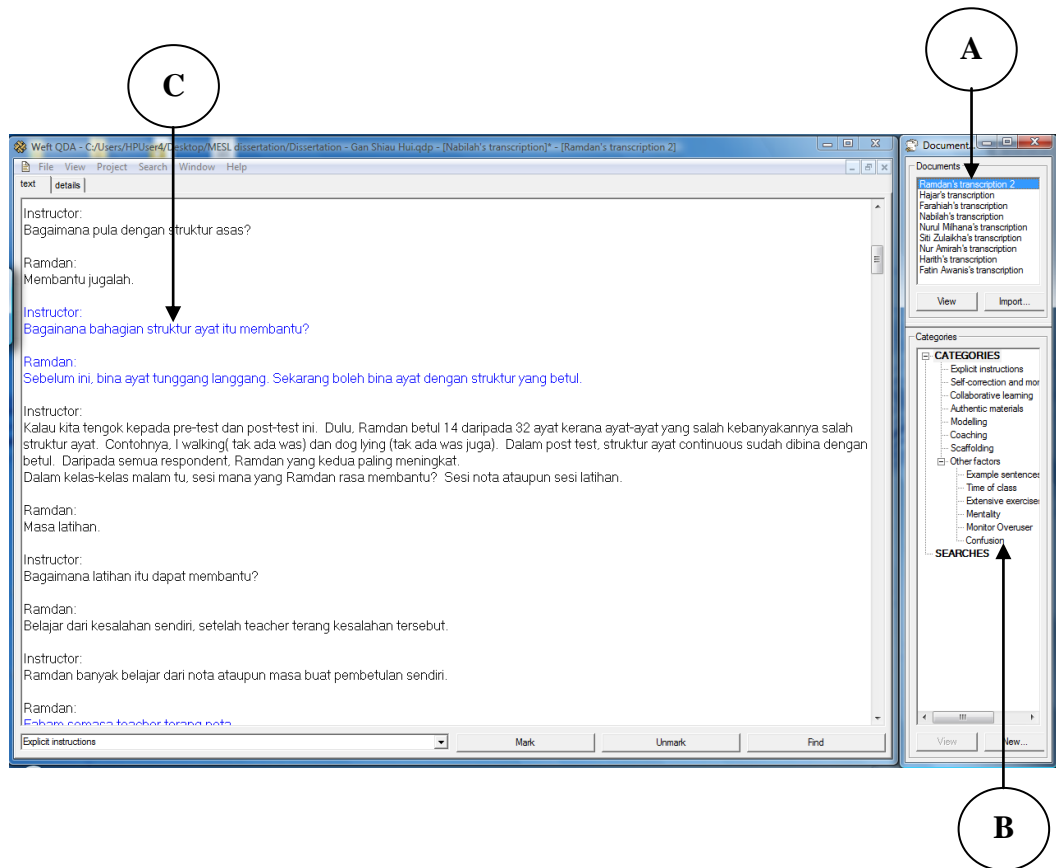 A
C
Weft QDA - C:/Users/HPUser4/Desktop/MESL dissertation/Dissertation - Gan Shiau Hui.qdp - [Nabilah's transcription]* - [Ramdan's transcription 2]
File View Project Search Window Help
text details
Instructor:
Bagaimana pula dengan struktur asas?
Ramdan:
Membantu jugalah.
Instructor:
Bagainana bahagian struktur ayat itu membantu?
Ramdan:
Sebelum ini, bina ayat tunggang langgang. Sekarang boleh bina ayat dengan struktur yang betul.
Instructor:
Kalau kita tengok kepada pre-test dan post-test ini. Dulu, Ramdan betul 14 daripada 32 ayat kerana ayat-ayat yang salah kebanyakannya salah
struktur ayat. Contohnya, I walking( tak ada was) dan dog lying (tak ada was juga). Dalam post test, struktur ayat continuous sudah dibina dengan
betul. Daripada semua respondent, Ramdan yang kedua paling meningkat.
Dalam kelas-kelas malam tu, sesi mana yang Ramdan rasa membantu? Sesi nota ataupun sesi latihan.
Ramdan:
Masa latihan.
Instructor:
Bagaimana latihan itu dapat membantu?
Ramdan:
Belajar dari kesalahan sendiri, setelah teacher terang kesalahan tersebut.
Instructor:
Ramdan banyak belajar dari nota ataupun masa buat pembetulan sendiri.
Ramdan:
Faham semasa teacher terang nota
Explicit instructions
Mark
Unmark
Find
Document...
Documents
Ramdan's transcription 2
Hajar's transcription
Farahiah's transcription
Nabilah's transcription
Nurul Milhana's transcription
Siti Zulaikha's transcription
Nur Amirah's transcription
Harith's transcription
Fatin Awanis's transcription
View
Import...
Categories
CATEGORIES
Explicit instructions
Self-correction and mor
Collaborative learning
Authentic materials
Modelling
Coaching
Scaffolding
Other factors
Example sentences
Time of class
Extensive exercise
Mentality
Monitor Overuser
Confusion
SEARCHES
View
New...
B